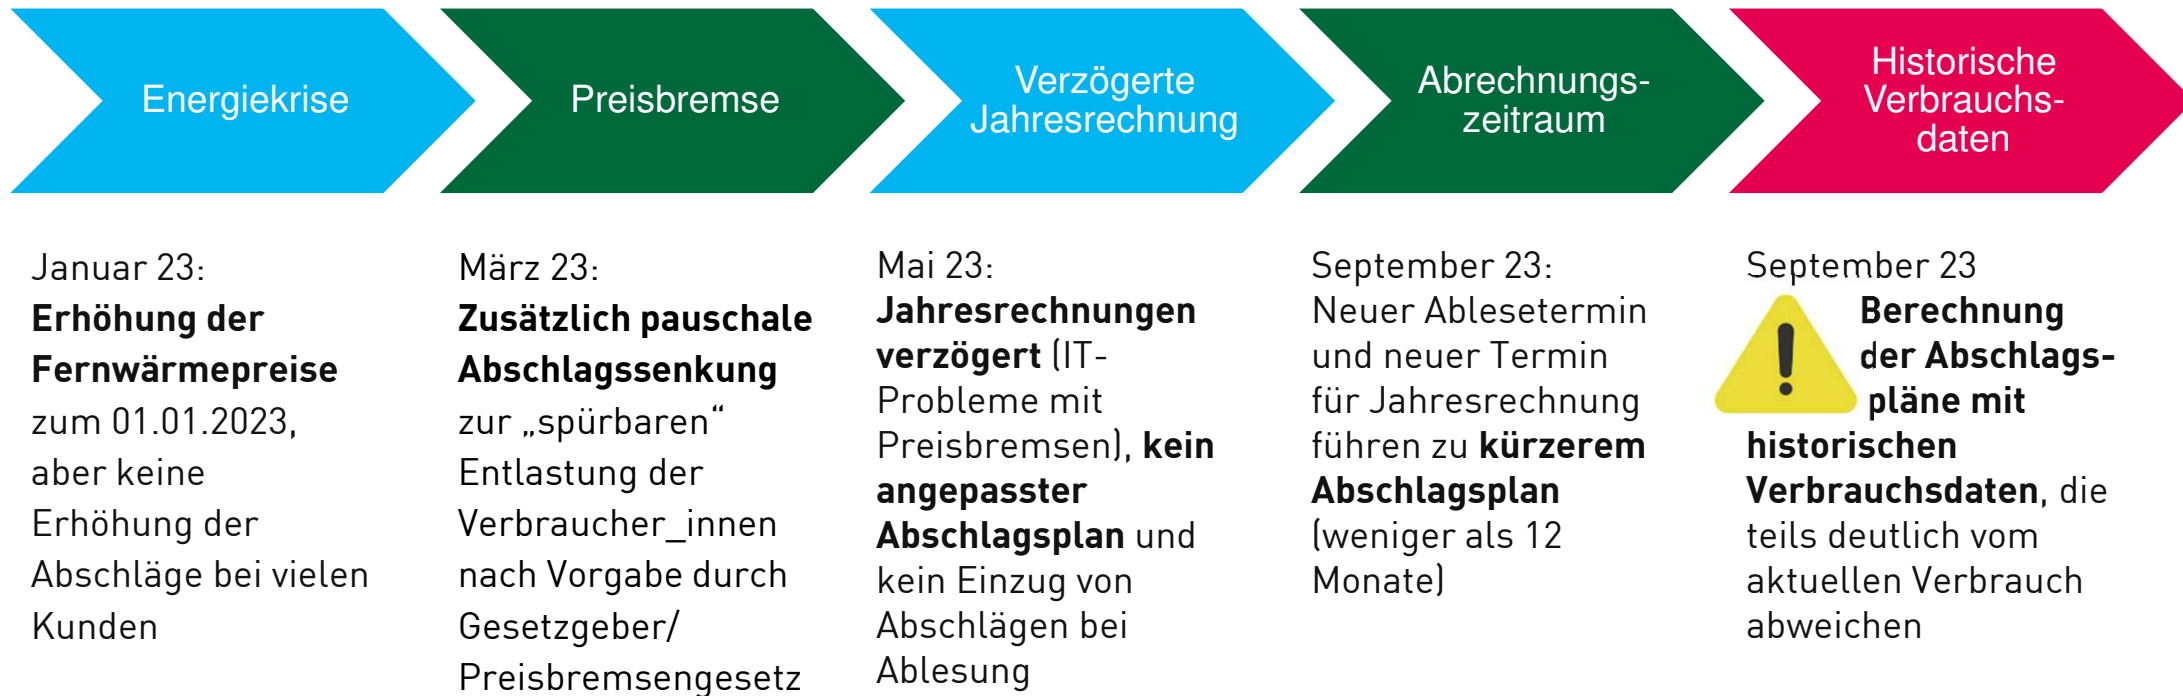 Energiekrise
Preisbremse
Verzögerte
Jahresrechnung
Abrechnungs-
zeitraum
Historische
Verbrauchs-
daten
Januar 23:
Erhöhung der
Fernwärmepreise
zum 01.01.2023,
aber keine
Erhöhung der
Abschläge bei vielen
Kunden
März 23:
Zusätzlich pauschale
Abschlagssenkung
zur „spürbaren“
Entlastung der
Verbraucher_innen
nach Vorgabe durch
Gesetzgeber/
Preisbremsengesetz
Mai 23:
Jahresrechnungen
verzögert (IT-
Probleme mit
Preisbremsen), kein
angepasster
Abschlagsplan und
kein Einzug von
Abschlägen bei
Ablesung
September 23:
Neuer Ablesetermin
und neuer Termin
für Jahresrechnung
führen zu kürzerem
Abschlagsplan
(weniger als 12
Monate)
September 23
Berechnung
der Abschlags-
pläne mit
historischen
Verbrauchsdaten, die
teils deutlich vom
aktuellen Verbrauch
abweichen